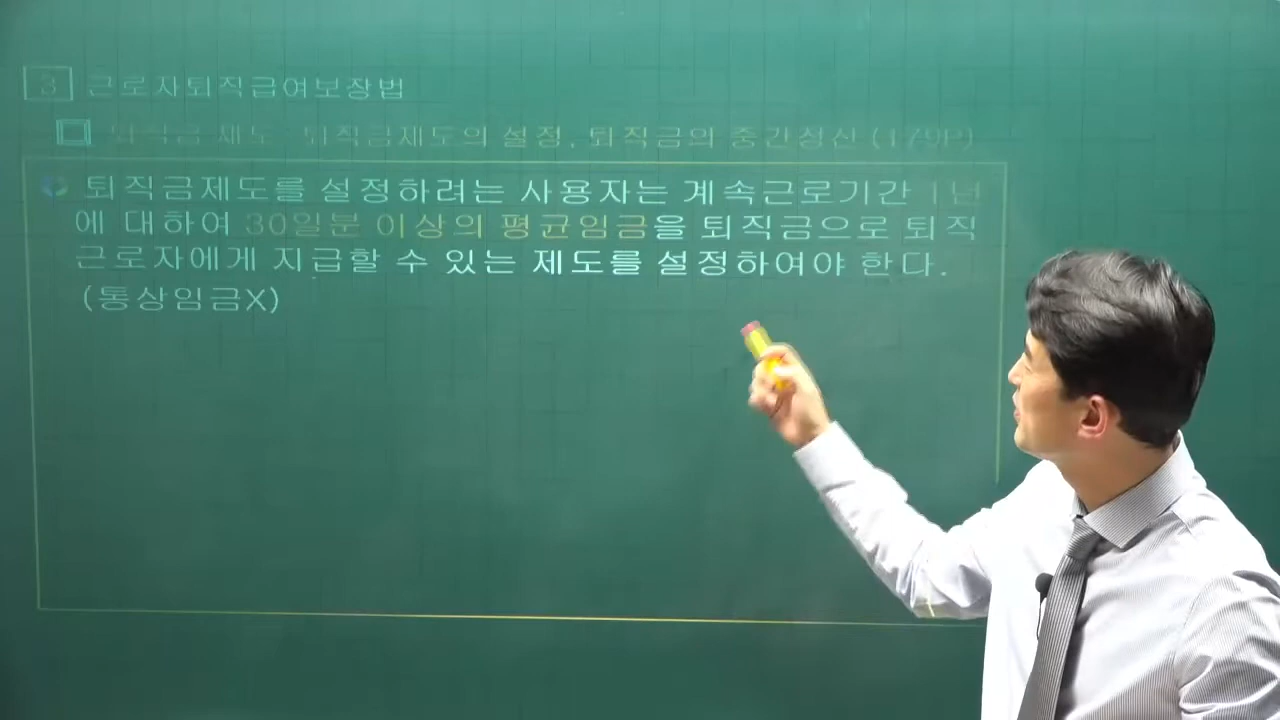 3 근로자퇴직급여보장법
퇴직금 제도: 퇴직금제도의 설정, 퇴직금의 중간정산 (179P)
퇴직금제도를 설정하려는 사용자는 계속근로기간 1년
에 대하여 30일분 이상의 평균임금을 퇴직금으로 퇴직
근로자에게 지급할 수 있는 제도를 설정하여야 한다.
(통상임금X)